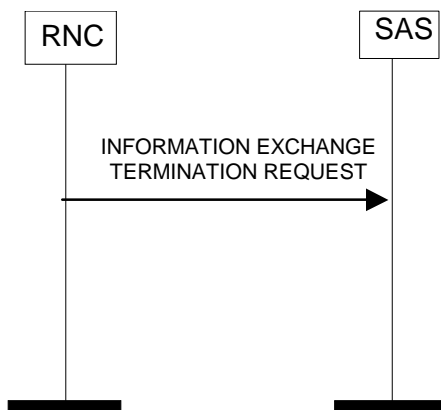 RNC
SAS
INFORMATION EXCHANGE
TERMINATION REQUEST